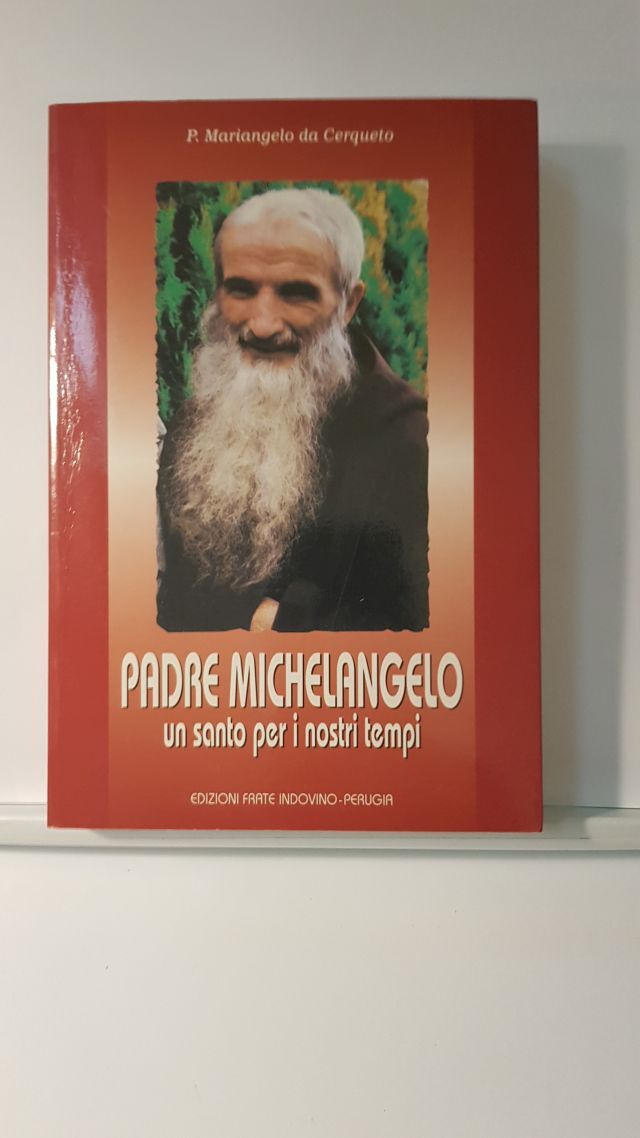 P. Mariangelo da Cerqueto
PADRE MICHELANGELO
un santo per i nostri tempi
EDIZIONI FRATE INDOVINO-PERUGIA